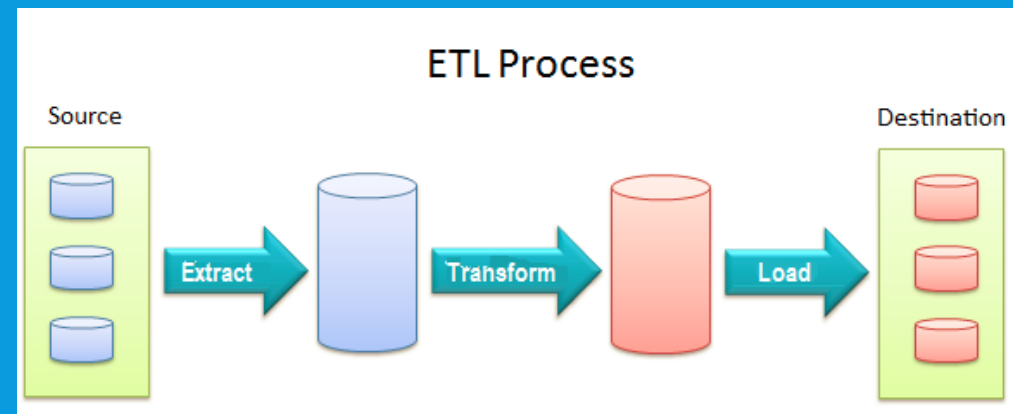 ETL Process
Source
Destination
Extract
Transform
Load